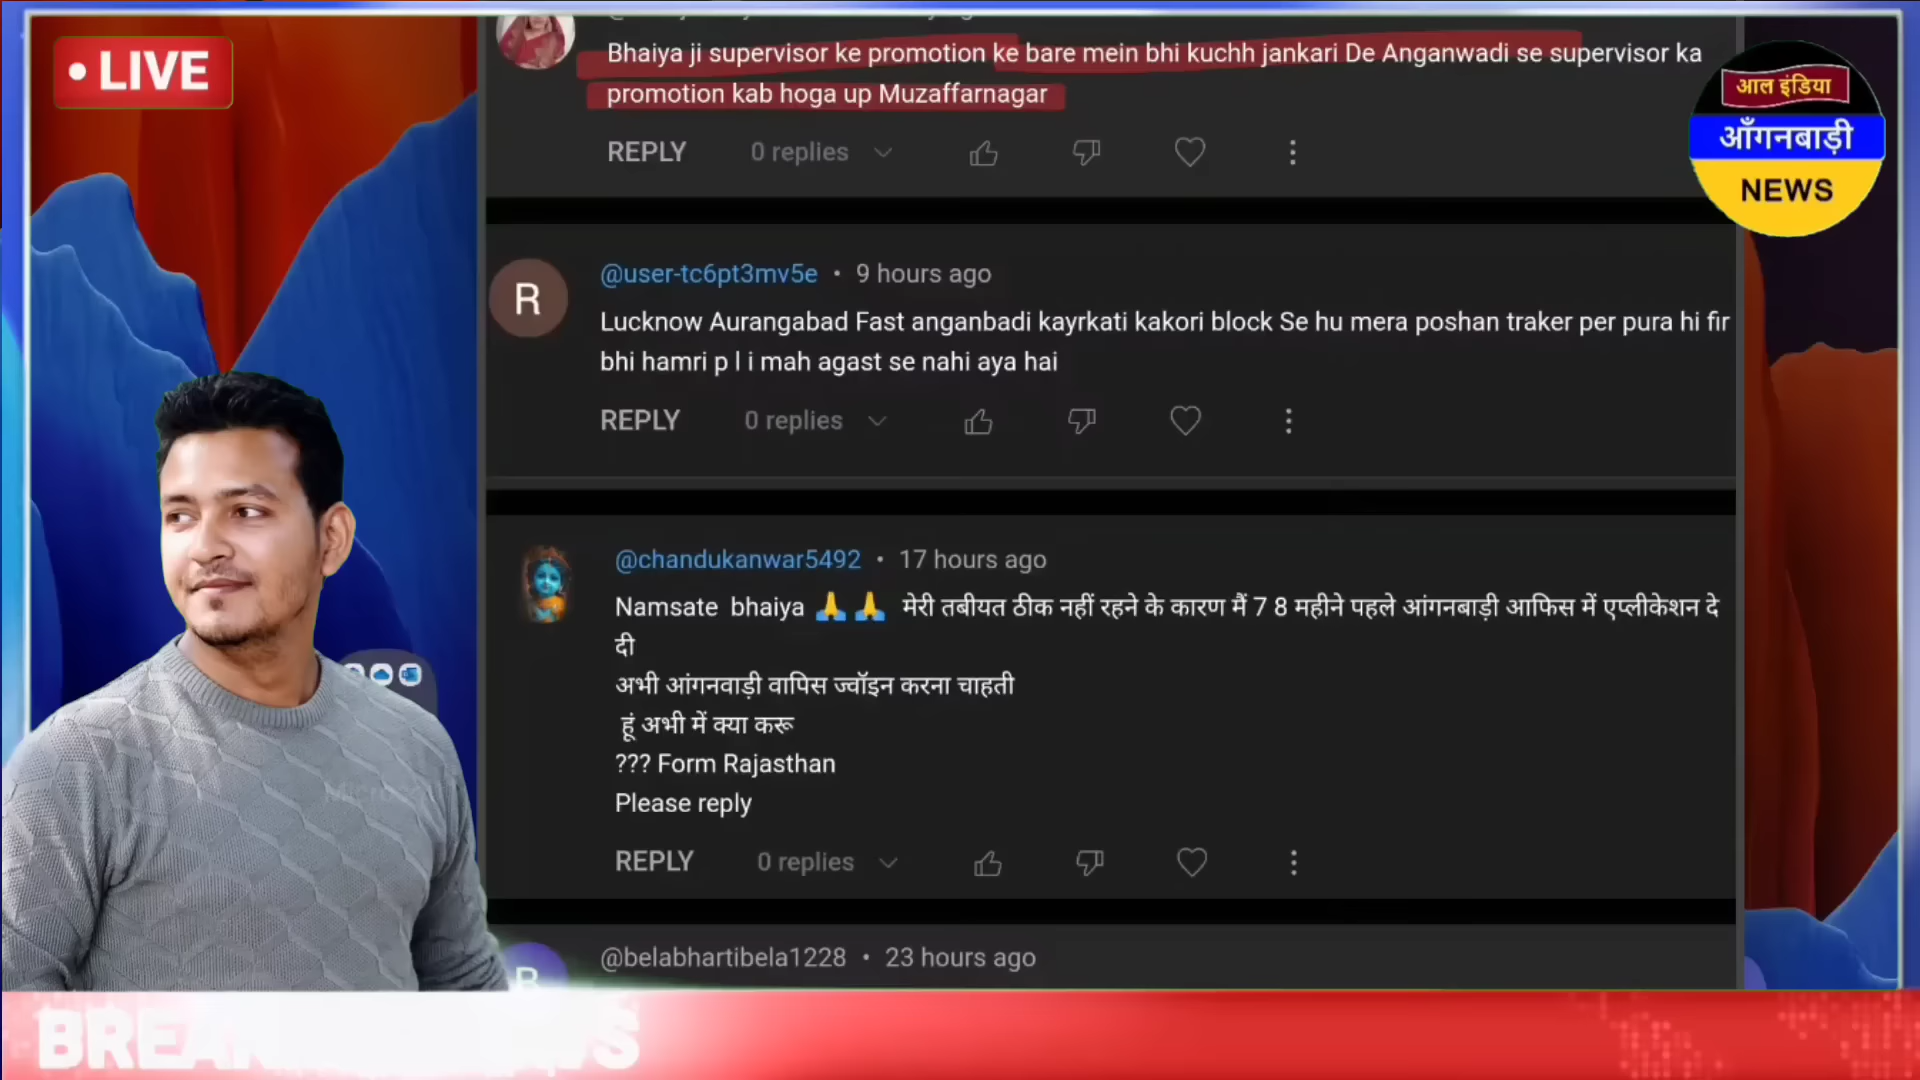 • LIVE
Bhaiya ji supervisor ke promotion ke bare mein bhi kuchh jankari De Anganwadi se supervisor ka
promotion kab hoga up Muzaffarnagar
REPLY 0 replies
आल इंडिया
आँगनबाड़ी
NEWS
R
@user-tc6pt3mv5e • 9 hours ago
Lucknow Aurangabad Fast anganbadi kayrkati kakori block Se hu mera poshan traker per pura hi fir
bhi hamri p l i mah agast se nahi aya hai
REPLY 0 replies
@chandukanwar5492 • 17 hours ago
Namsate bhaiya 🙏 🙏 मेरी तबीयत ठीक नहीं रहने के कारण मैं 7 8 महीने पहले आंगनबाड़ी आफिस में एप्लीकेशन दे
दी
अभी आंगनवाड़ी वापिस ज्वॉइन करना चाहती
हूं अभी में क्या करू
??? Form Rajasthan
Please reply
REPLY 0 replies
@belabhartibela1228 • 23 hours ago